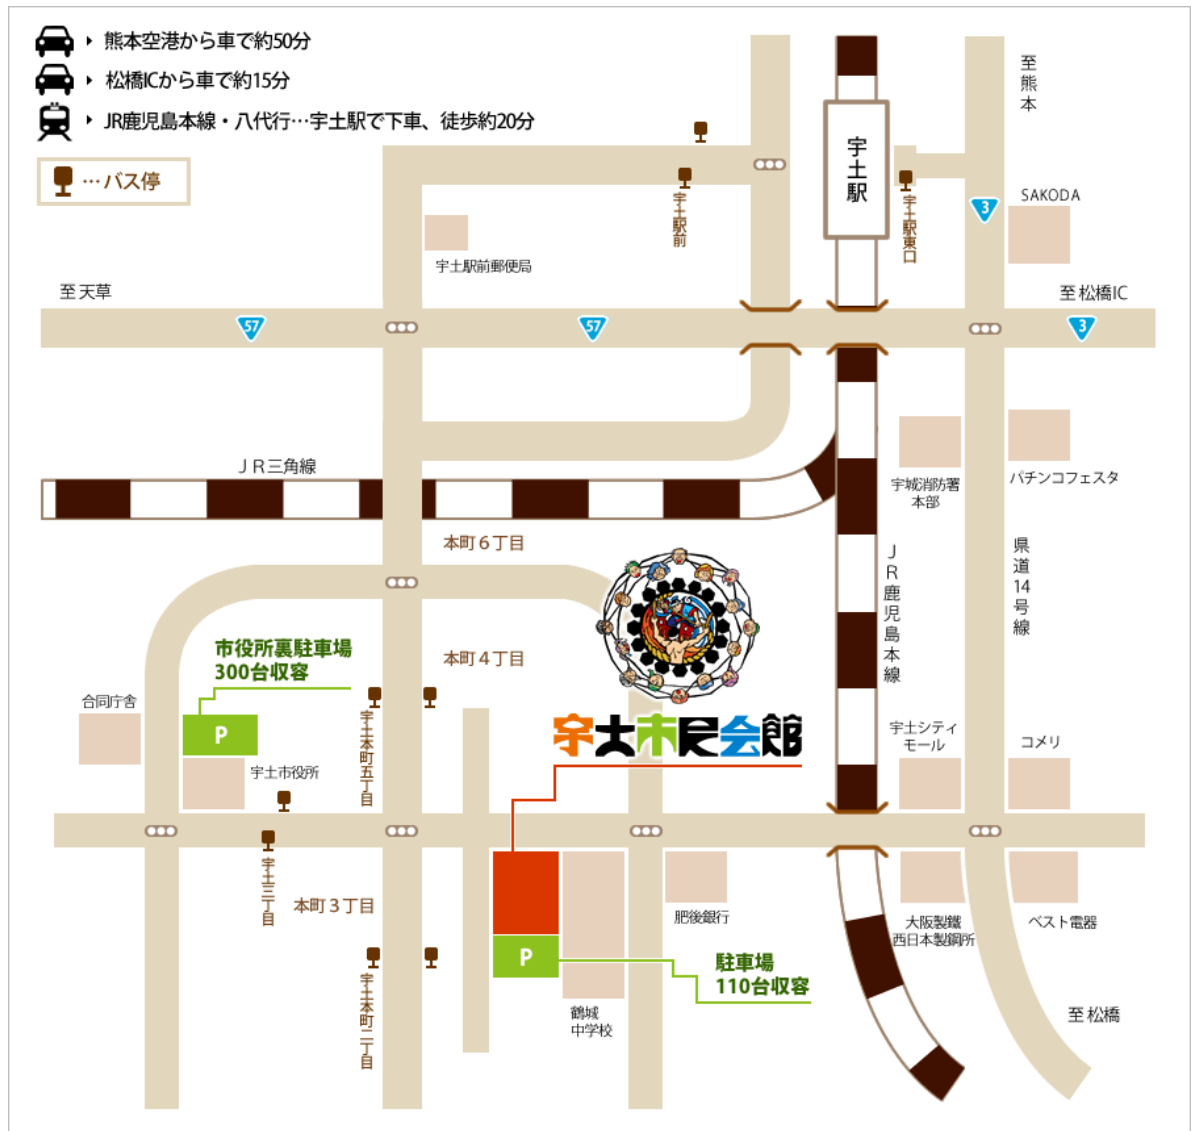 熊本空港から車で約50分
松橋ICから車で約15分
JR鹿児島本線・八代行…宇土駅で下車、徒歩約20分
…バス停
至熊本
宇土駅
SAKODA
3
宇土駅前
宇土駅東口
宇土駅前郵便局
至 天草
至 松橋IC
57
57
3
JR三角線
宇城消防署
本部
パチンコフェスタ
本町6丁目
JR鹿児島本線
県道14号線
市役所裏駐車場
300台収容
本町4丁目
合同庁舎
P
宇土市役所
宇土本町五丁目
宇土市民会館
宇土シティ
モール
コメリ
宇土三丁目
本町3丁目
肥後銀行
大阪製鐵
西日本製鋼所
ベスト電器
P
駐車場
110台収容
宇土本町二丁目
鶴城
中学校
至 松橋